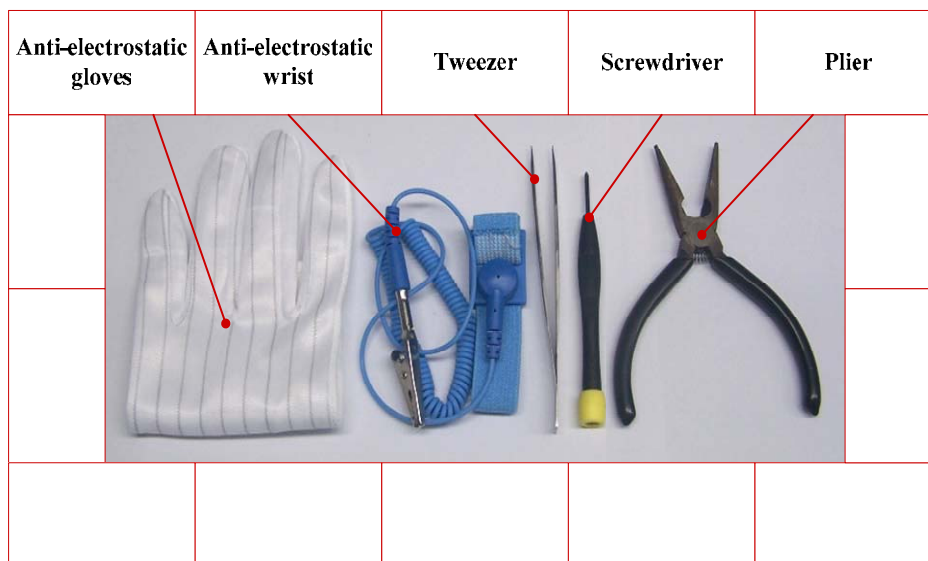 Anti-electrostatic
gloves
Anti-electrostatic
wrist
Tweezer
Screwdriver
Plier